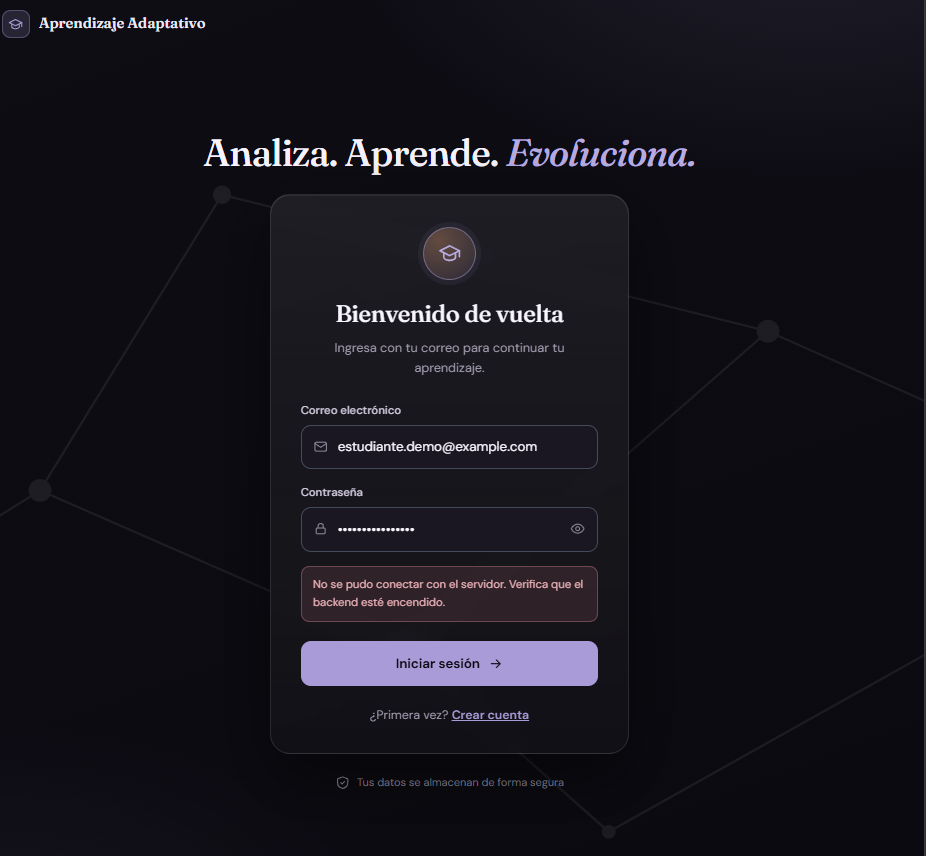 Aprendizaje Adaptativo
Analiza. Aprende. Evoluciona.
Bienvenido de vuelta
Ingresa con tu correo para continuar tu
aprendizaje.
Correo electrónico
estudiante.demo@example.com
Contraseña
••••••••••••••••
No se pudo conectar con el servidor. Verifica que el
backend esté encendido.
Iniciar sesión →
¿Primera vez? Crear cuenta
Tus datos se almacenan de forma segura